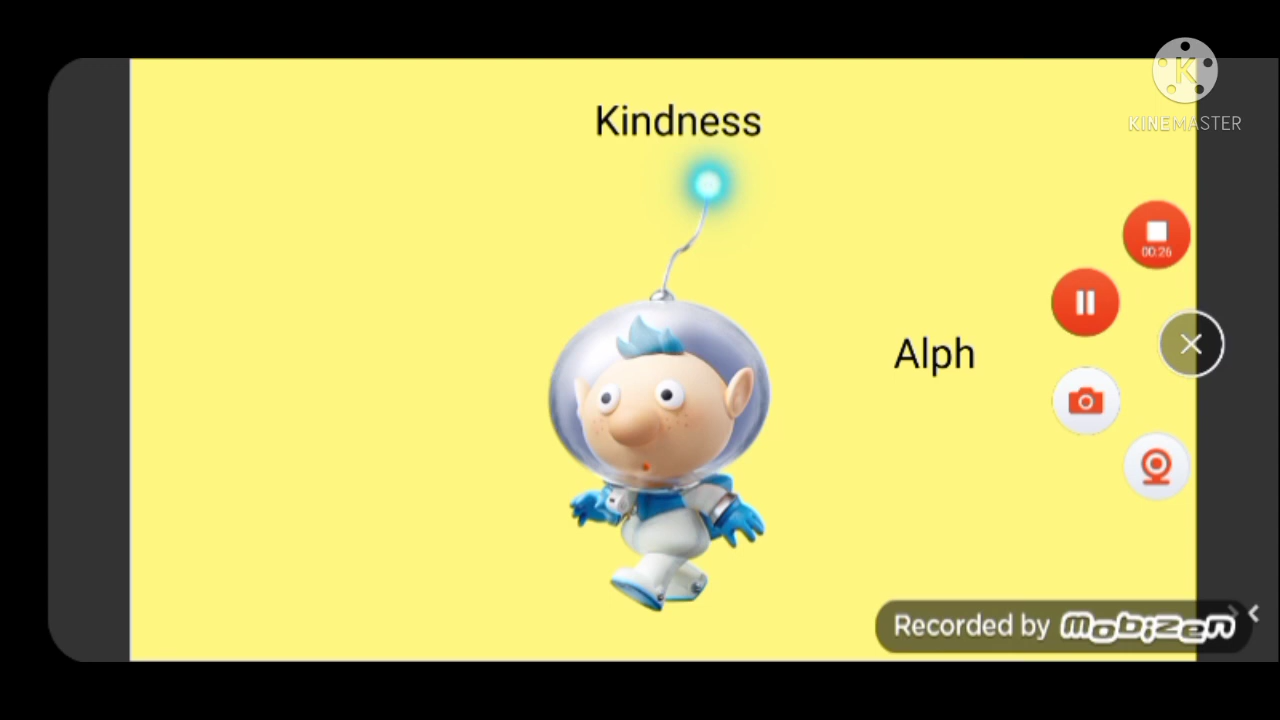 Kindness
K
KINEMASTER
00:26
Alph
Recorded by Mobizen